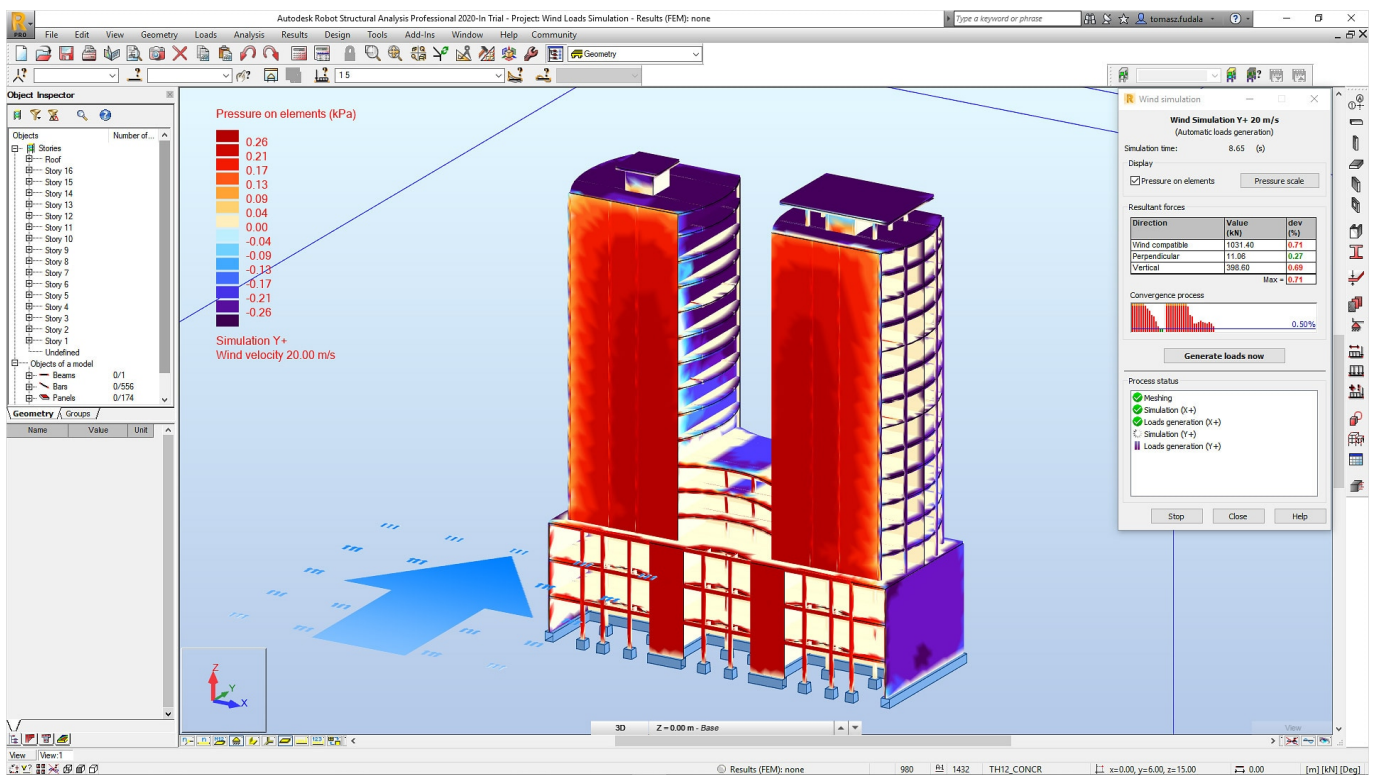 Autodesk Robot Structural Analysis Professional 2020-In Trial - Project: Wind Loads Simulation - Results (FEM): none
Type a keyword or phrase
tomasz.fudala
PRO File Edit View Geometry Loads Analysis Results Design Tools Add-Ins Window Help Community
Geometry
1 5
Object Inspector
Objects Number of...
Stories
Roof
Story 16
Story 15
Story 14
Story 13
Story 12
Story 11
Story 10
Story 9
Story 8
Story 7
Story 6
Story 5
Story 4
Story 3
Story 2
Story 1
Undefined
Objects of a model
Beams 0/1
Bars 0/556
Panels 0/174
Geometry Groups
Name Value Unit
Pressure on elements (kPa)
0.26
0.21
0.17
0.13
0.09
0.04
0.00
-0.04
-0.09
-0.13
-0.17
-0.21
-0.26
Simulation Y+
Wind velocity 20.00 m/s
Wind simulation
Wind Simulation Y+ 20 m/s
(Automatic loads generation)
Simulation time: 8.65 (s)
Display
Pressure on elements Pressure scale
Resultant forces
Direction Value (kN) dev (%)
Wind compatible 1031.40 0.71
Perpendicular 11.06 0.27
Vertical 398.60 0.69
Max = 0.71
Convergence process
0.50%
Generate loads now
Process status
Meshing
Simulation (X+)
Loads generation (X+)
Simulation (Y+)
Loads generation (Y+)
Stop Close Help
Z
Y
X
3D Z = 0.00 m - Base
View
View View:1
Results (FEM): none 980 1432 TH12_CONCR x=0.00, y=6.00, z=15.00 0.00 [m] [kN] [Deg]